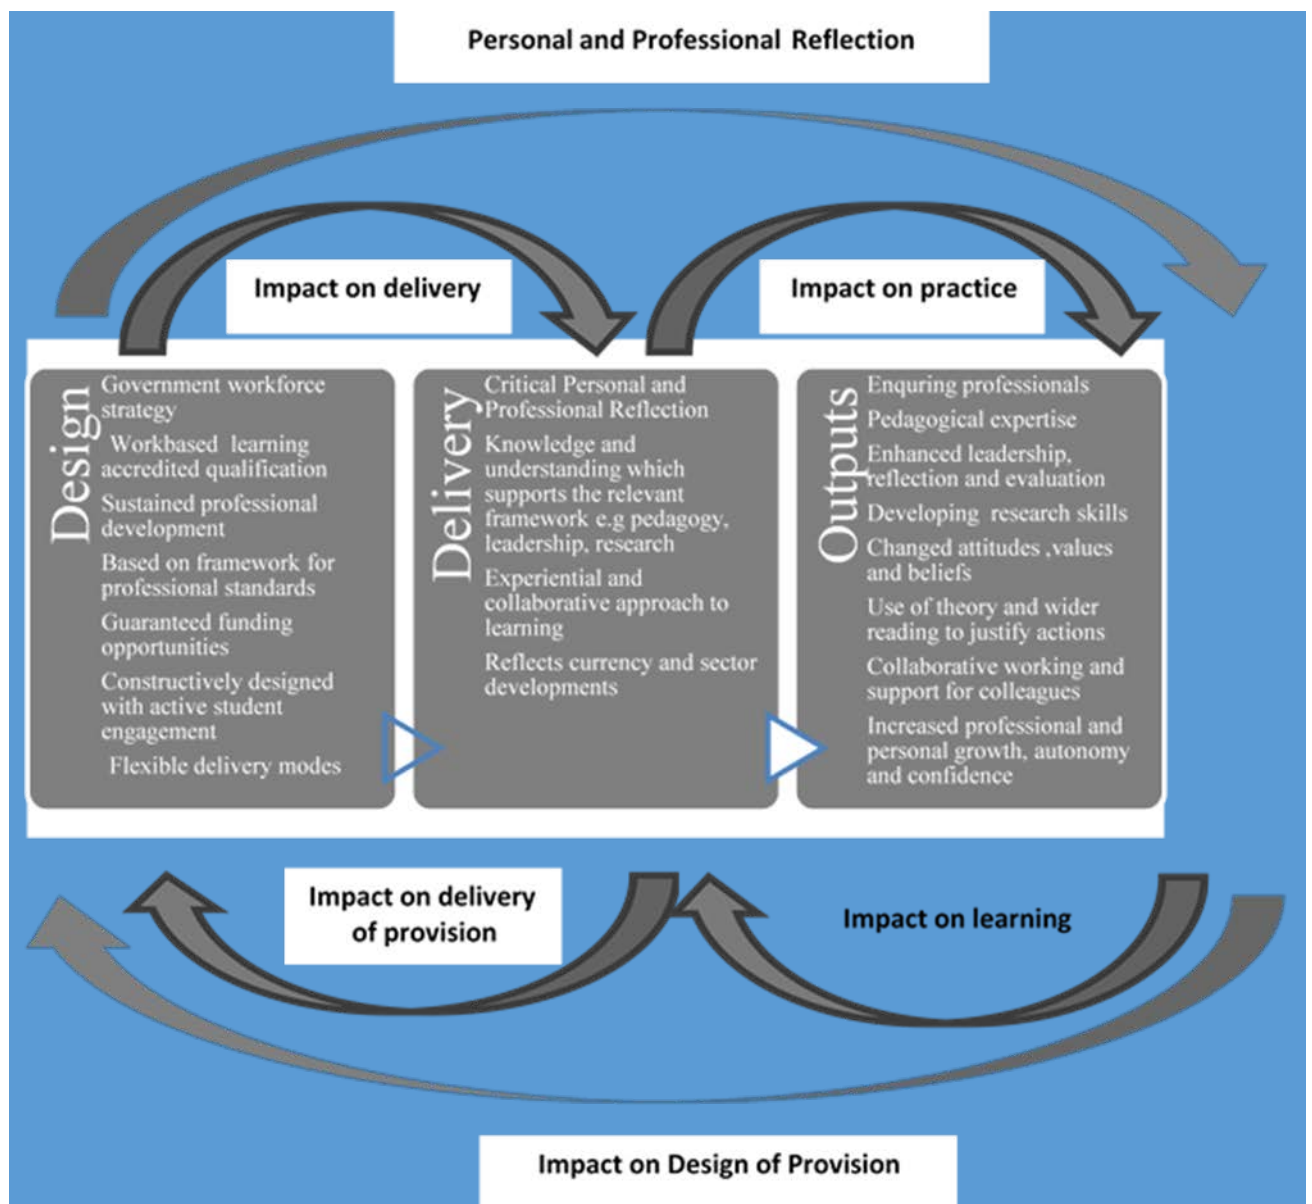 Personal and Professional Reflection
Impact on delivery
Impact on practice
Design
Government workforce
strategy
Workbased learning
accredited qualification
Sustained professional
development
Based on framework for
professional standards
Guaranteed funding
opportunities
Constructively designed
with active student
engagement
Flexible delivery modes
Delivery
Critical Personal and
Professional Reflection
Knowledge and
understanding which
supports the relevant
framework e.g pedagogy,
leadership, research
Experiential and
collaborative approach to
learning
Reflects currency and sector
developments
Outputs
Enquring professionals
Pedagogical expertise
Enhanced leadership,
reflection and evaluation
Developing research skills
Changed attitudes ,values
and beliefs
Use of theory and wider
reading to justify actions
Collaborative working and
support for colleagues
Increased professional and
personal growth, autonomy
and confidence
Impact on delivery
of provision
Impact on learning
Impact on Design of Provision